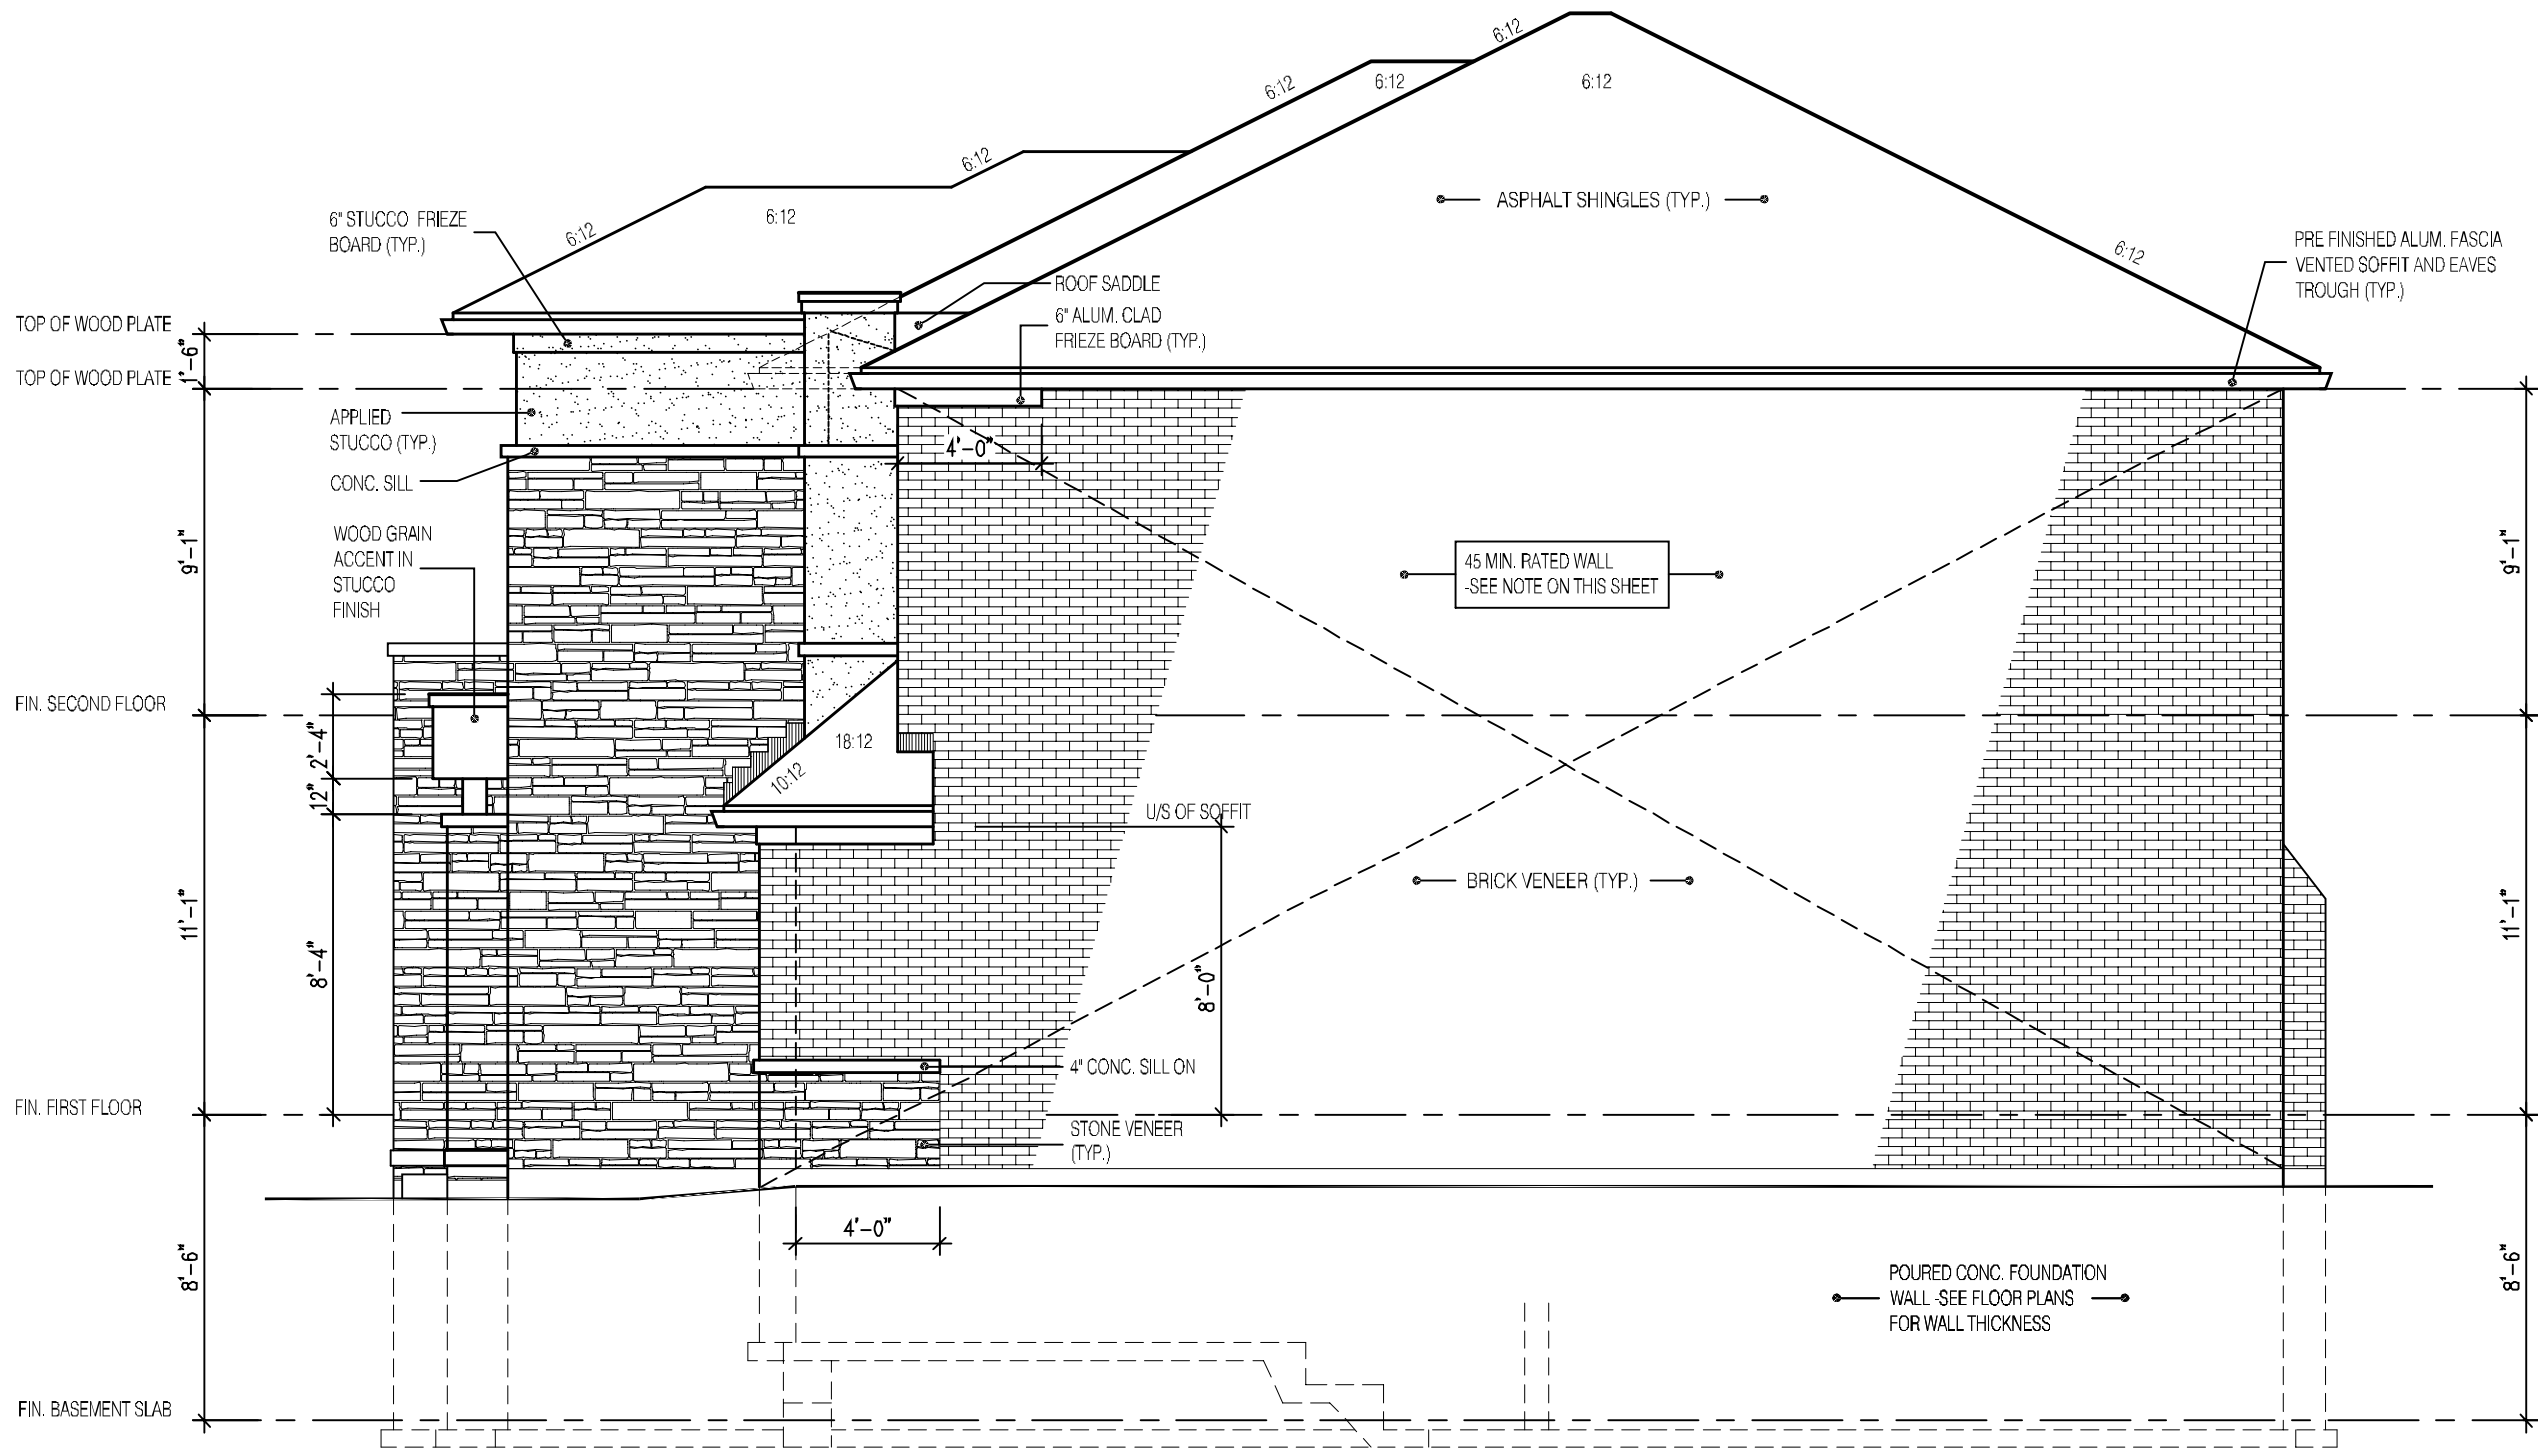 6:12
6:12
6:12
6:12
6:12
6:12
6:12
6:12
6:12
ASPHALT SHINGLES (TYP.)
6" STUCCO FRIEZE
BOARD (TYP.)
PRE FINISHED ALUM. FASCIA
VENTED SOFFIT AND EAVES
TROUGH (TYP.)
ROOF SADDLE
6" ALUM. CLAD
FRIEZE BOARD (TYP.)
TOP OF WOOD PLATE
1'-6"
TOP OF WOOD PLATE
APPLIED
STUCCO (TYP.)
4'-0"
CONC. SILL
WOOD GRAIN
ACCENT IN
STUCCO
FINISH
9'-1"
45 MIN. RATED WALL
-SEE NOTE ON THIS SHEET
9'-1"
FIN. SECOND FLOOR
2'-4"
12"
18:12
10:12
U/S OF SOFFIT
BRICK VENEER (TYP.)
11'-1"
8'-4"
8'-0"
11'-1"
4" CONC. SILL ON
FIN. FIRST FLOOR
STONE VENEER
(TYP.)
4'-0"
8'-6"
POURED CONC. FOUNDATION
WALL -SEE FLOOR PLANS
FOR WALL THICKNESS
8'-6"
FIN. BASEMENT SLAB